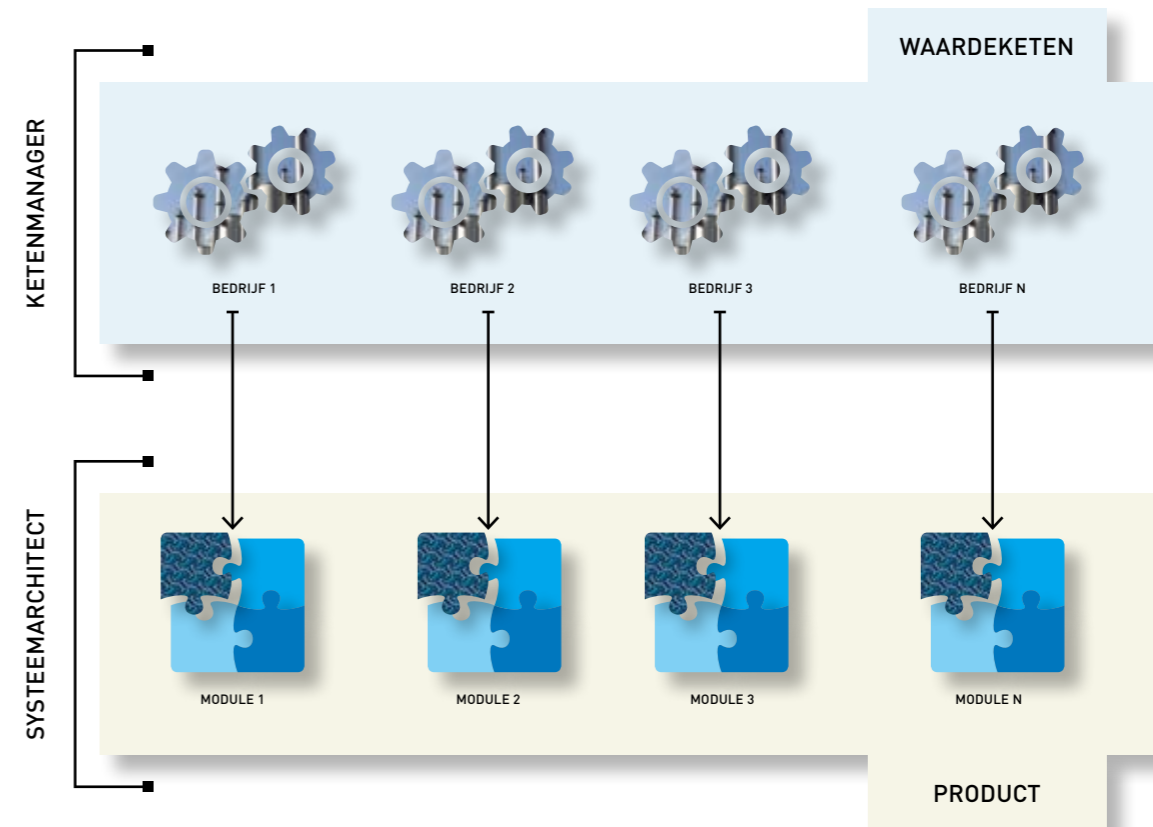 WAARDEKETEN
KETENMANAGER
BEDRIJF 1
BEDRIJF 2
BEDRIJF 3
BEDRIJF N
SYSTEEMARCHITECT
MODULE 1
MODULE 2
MODULE 3
MODULE N
PRODUCT